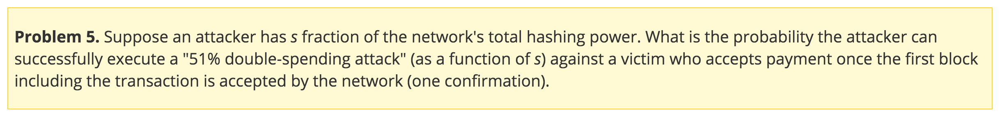 Problem 5. Suppose an attacker has s fraction of the network's total hashing power. What is the probability the attacker can
successfully execute a "51% double-spending attack" (as a function of s) against a victim who accepts payment once the first block
including the transaction is accepted by the network (one confirmation).